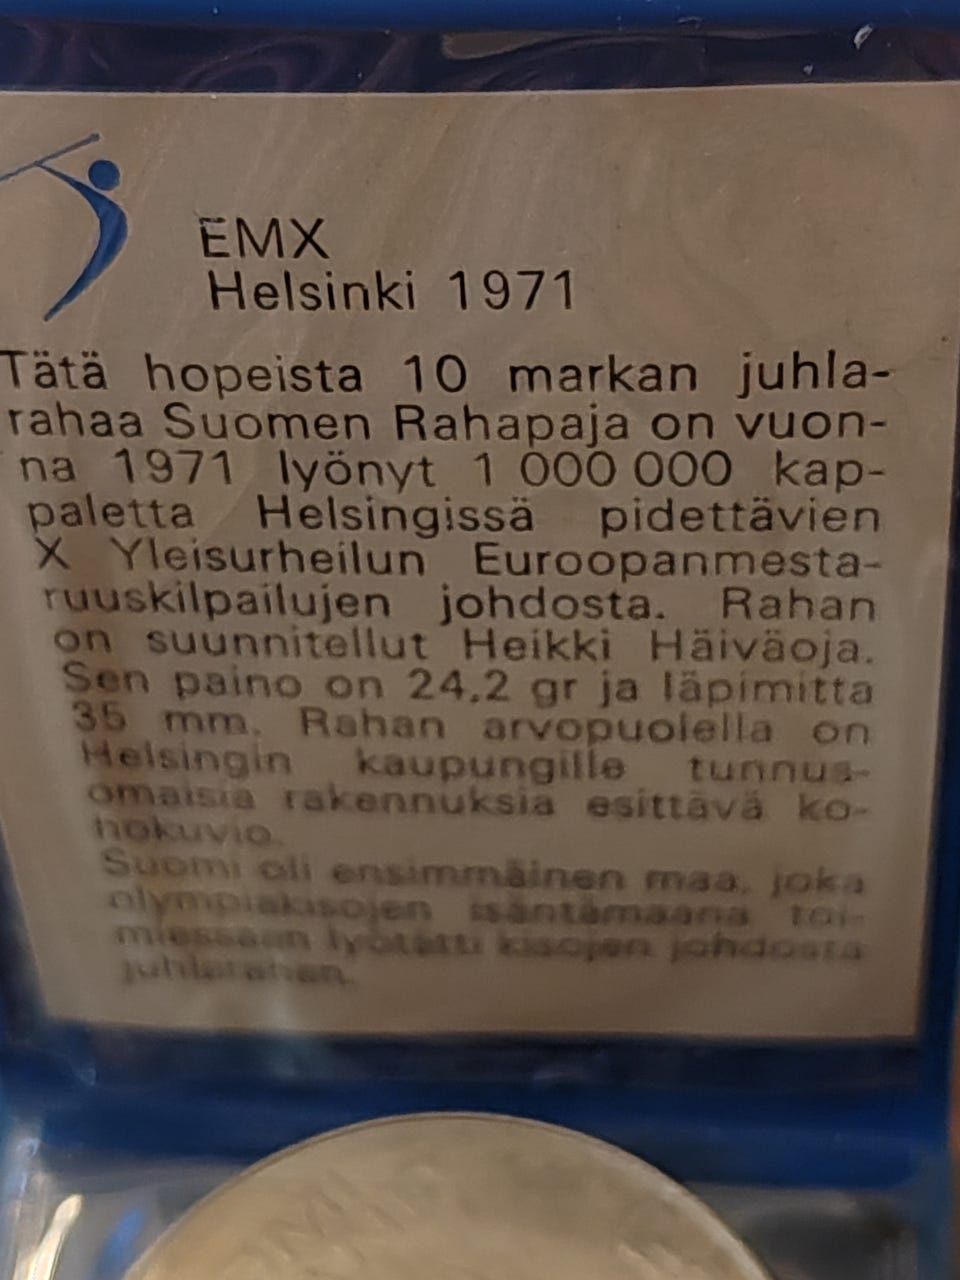 EMX
Helsinki 1971
Tätä hopeista 10 markan juhla-
rahaa Suomen Rahapaja on vuon-
na 1971 lyönyt 1 000 000 kap-
paletta Helsingissä pidettävien
X Yleisurheilun Euroopanmesta-
ruuskilpailujen johdosta. Rahan
on suunnitellut Heikki Häiväoja.
Sen paino on 24,2 gr ja läpimitta
35 mm. Rahan arvopuolella on
Helsingin kaupungille tunnus-
omaisia rakennuksia esittävä ko-
hokuvio.
Suomi oli ensimmäinen maa, joka
olympiakisojen isäntämaana toi-
miessaan lyötätti kisojen johdosta
juhlarahan.